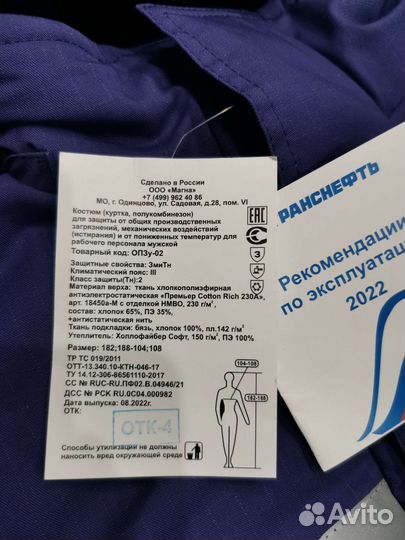 Сделано в России
ООО «Магна»
+7 (499) 962 40 86
МО, г. Одинцово, ул. Садовая, д.28, пом. VI
Костюм (куртка, полукомбинезон)
для защиты от общих производственных
загрязнений, механических воздействий
(истирания) и от пониженных температур для
рабочего персонала мужской
Товарный код: ОПЗу-02
Защитные свойства: ЗмиТн
Климатический пояс: III
Класс защиты(Тн):2
Материал верха: ткань хлопкополиэфирная
антиэлектростатическая «Премьер Cotton Rich 230А»,
арт. 18450а-М с отделкой НМВО, 230 г/м²,
состав: хлопок 65%, ПЭ 35%,
+антистатическая нить
Ткань подкладки: бязь, хлопок 100%, пл.142 г/м²
Утеплитель: Холлофайбер Софт, 150 г/м², ПЭ 100%
Размер: 182;188-104;108
ТР ТС 019/2011
ОТТ-13.340.10-КТН-046-17
ТУ 14.12-306-86561110-2017
СС № RUC-RU.ПФ02.В.04946/21
ДСС № РСК RU.0С04.000982
Дата выпуска: 08.2022г.
ОТК:
ОТК-4
Способы утилизации не должны
наносить вред окружающей среде
EAC
З
104-108
182-188
РАНСНЕФТЬ
Рекомендации
по эксплуатац
2022
Avito